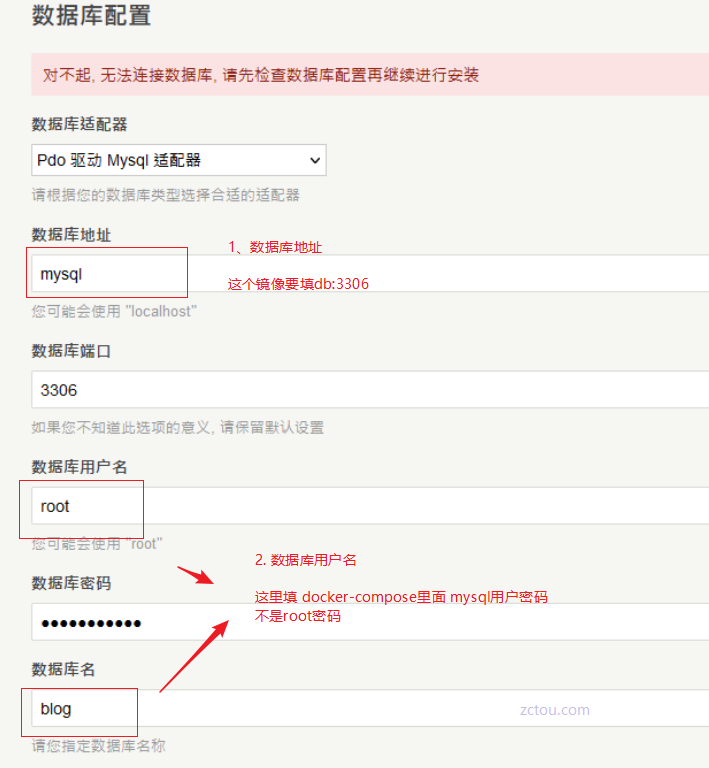 数据库配置
对不起, 无法连接数据库, 请先检查数据库配置再继续进行安装
数据库适配器
Pdo 驱动 Mysql 适配器
请根据您的数据库类型选择合适的适配器
数据库地址
1、数据库地址
mysql
这个镜像要填db:3306
您可能会使用 "localhost"
数据库端口
3306
如果您不知道此选项的意义, 请保留默认设置
数据库用户名
root
您可能会使用 "root"
2. 数据库用户名
数据库密码
这里填 docker-compose里面 mysql用户密码
不是root密码
●●●●●●●●●●●
数据库名
blog
zctou.com
请您指定数据库名称